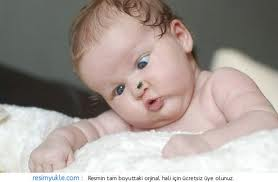 resimyukle.com : Resmin tam boyuttaki orjinal hali için ücretsiz üye olunuz.